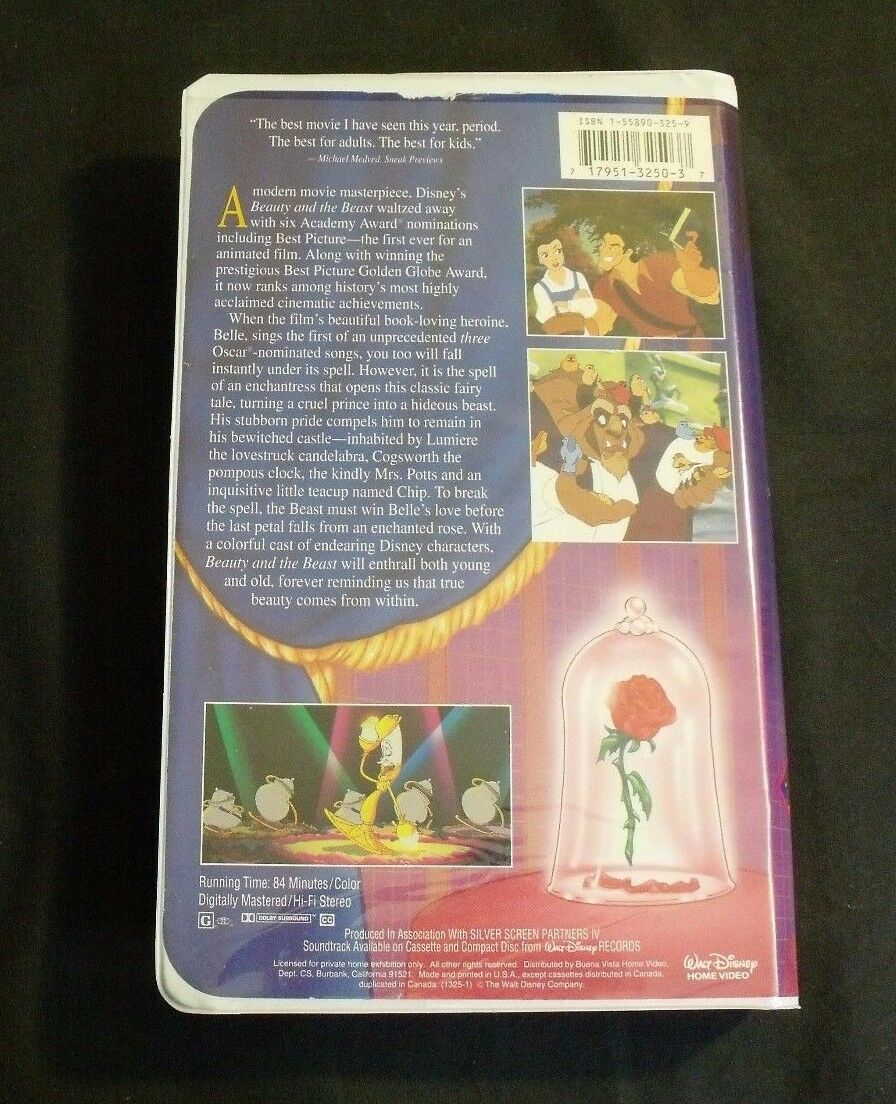 “The best movie I have seen this year, period.
The best for adults. The best for kids.”
— Michael Medved, Sneak Previews
ISBN 1-55890-325-9
7 17951-3250-3 7
A modern movie masterpiece, Disney's
Beauty and the Beast waltzed away
with six Academy Award® nominations
including Best Picture—the first ever for an
animated film. Along with winning the
prestigious Best Picture Golden Globe Award,
it now ranks among history's most highly
acclaimed cinematic achievements.
When the film's beautiful book-loving heroine,
Belle, sings the first of an unprecedented three
Oscar®-nominated songs, you too will fall
instantly under its spell. However, it is the spell
of an enchantress that opens this classic fairy
tale, turning a cruel prince into a hideous beast.
His stubborn pride compels him to remain in
his bewitched castle—inhabited by Lumiere
the lovestruck candelabra, Cogsworth the
pompous clock, the kindly Mrs. Potts and an
inquisitive little teacup named Chip. To break
the spell, the Beast must win Belle's love before
the last petal falls from an enchanted rose. With
a colorful cast of endearing Disney characters,
Beauty and the Beast will enthrall both young
and old, forever reminding us that true
beauty comes from within.
Running Time: 84 Minutes/Color
Digitally Mastered/Hi-Fi Stereo
G DOLBY SURROUND™ CC
Produced in Association With SILVER SCREEN PARTNERS IV
Soundtrack Available on Cassette and Compact Disc from Walt Disney RECORDS
Licensed for private home exhibition only. All other rights reserved. Distributed by Buena Vista Home Video,
Dept. CS, Burbank, California 91521. Made and printed in U.S.A., except cassettes distributed in Canada
duplicated in Canada. (1325-1) © The Walt Disney Company.
WALT DISNEY
HOME VIDEO